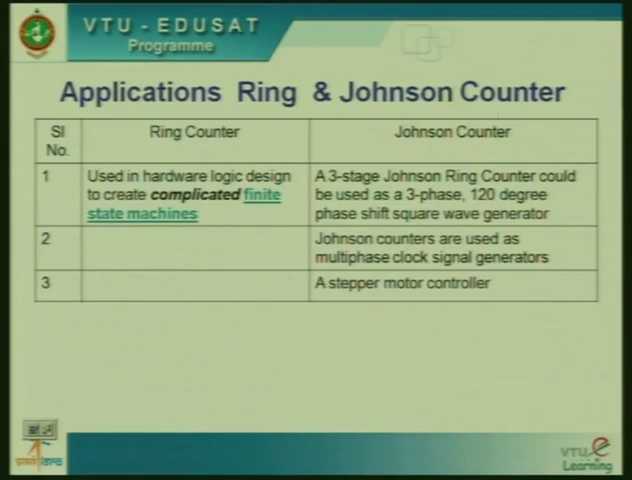 VTU - EDUSAT
Programme
Applications Ring & Johnson Counter
Sl No.
Ring Counter
Johnson Counter
1
Used in hardware logic design
to create complicated finite
state machines
A 3-stage Johnson Ring Counter could
be used as a 3-phase, 120 degree
phase shift square wave generator
2
Johnson counters are used as
multiphase clock signal generators
3
A stepper motor controller
VTU e
Learning